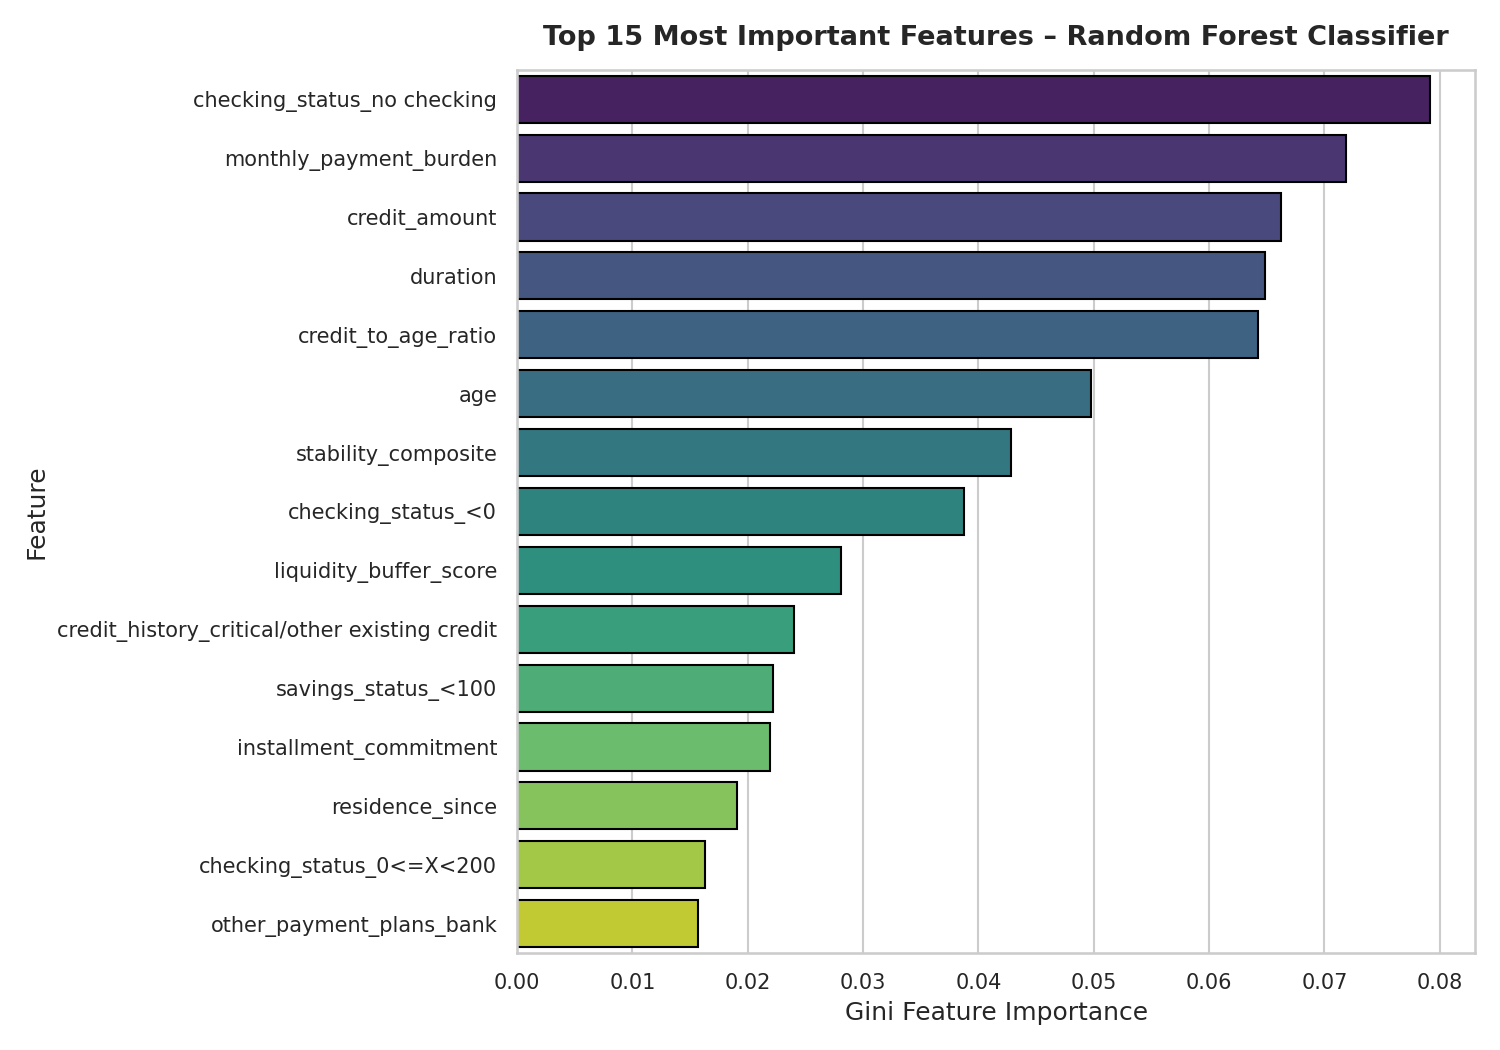 Top 15 Most Important Features – Random Forest Classifier
checking_status_no checking
monthly_payment_burden
credit_amount
duration
credit_to_age_ratio
age
stability_composite
checking_status_<0
liquidity_buffer_score
credit_history_critical/other existing credit
savings_status_<100
installment_commitment
residence_since
checking_status_0<=X<200
other_payment_plans_bank
Feature
0.00 0.01 0.02 0.03 0.04 0.05 0.06 0.07 0.08
Gini Feature Importance